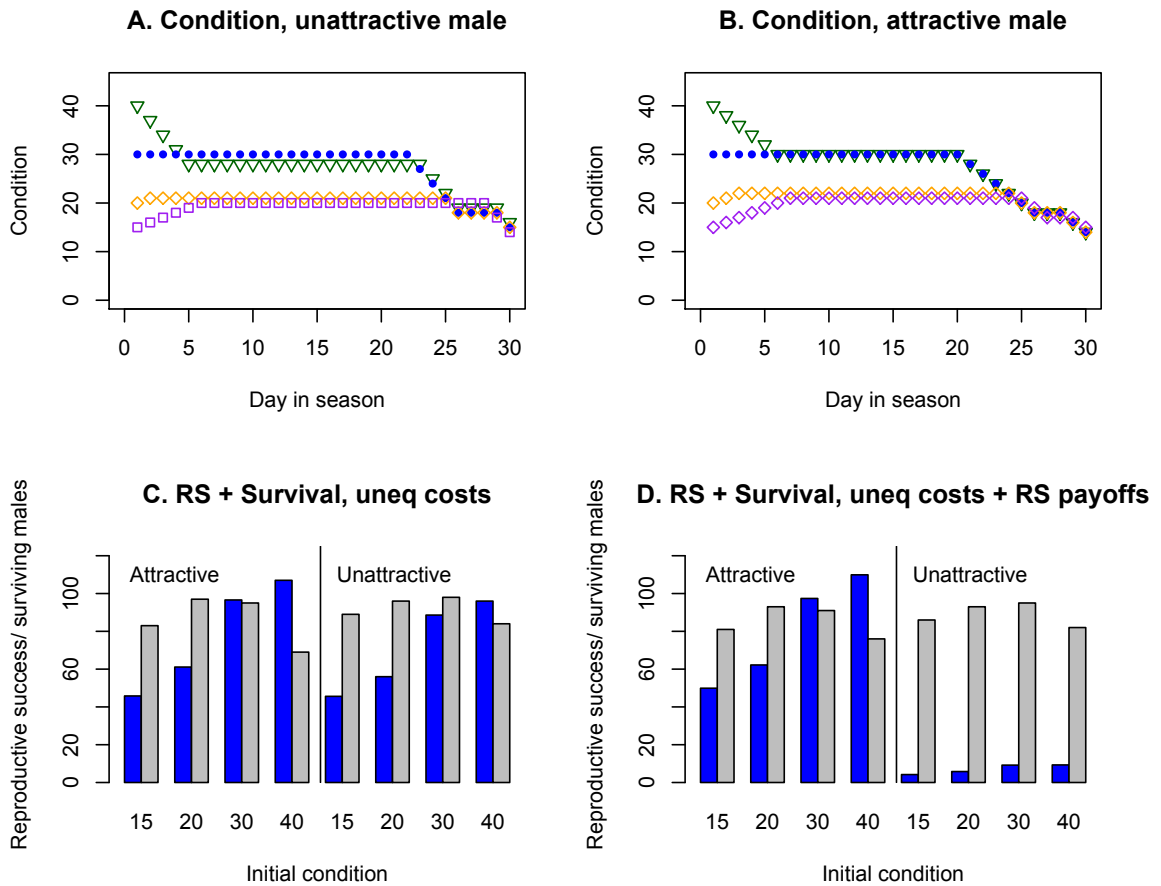 A. Condition, unattractive male
Condition
0 10 20 30 40
0 5 10 15 20 25 30
Day in season
B. Condition, attractive male
Condition
0 10 20 30 40
0 5 10 15 20 25 30
Day in season
C. RS + Survival, uneq costs
Reproductive success/ surviving males
0 20 60 100
Attractive Unattractive
15 20 30 40 15 20 30 40
Initial condition
D. RS + Survival, uneq costs + RS payoffs
Reproductive success/ surviving males
0 20 60 100
Attractive Unattractive
15 20 30 40 15 20 30 40
Initial condition